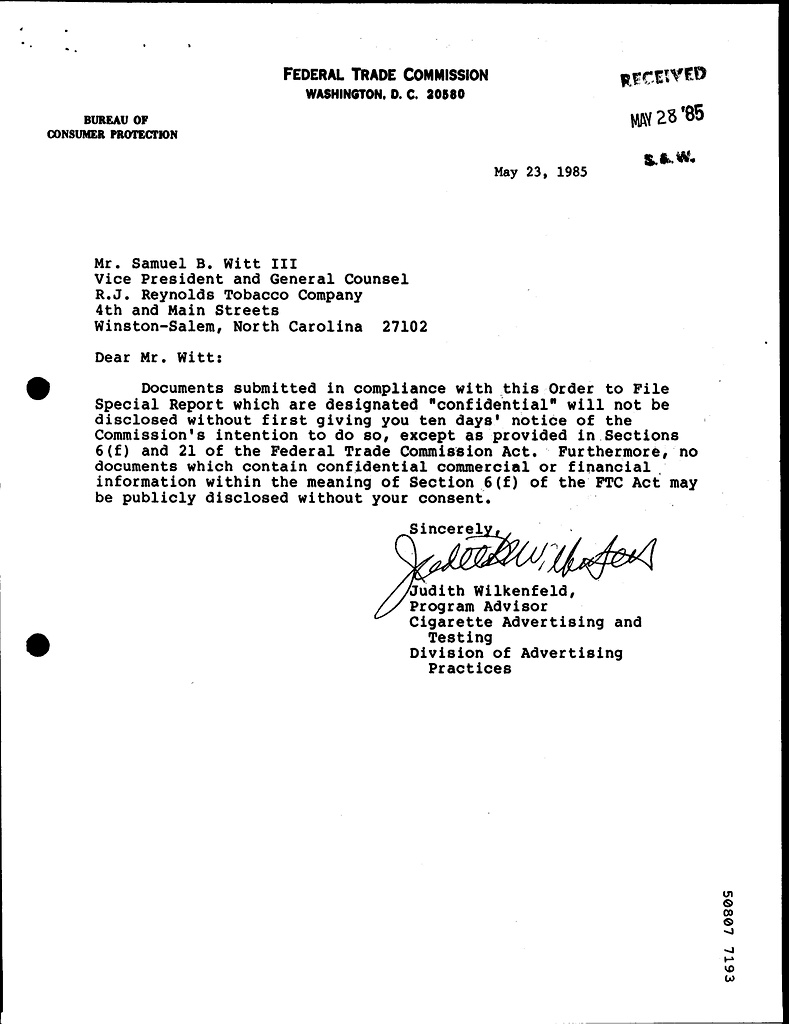 FEDERAL TRADE COMMISSION
WASHINGTON, D. C. 20580
BUREAU OF
CONSUMER PROTECTION
RECEIVED
MAY 28 '85
S. & W.
May 23, 1985
Mr. Samuel B. Witt III
Vice President and General Counsel
R.J. Reynolds Tobacco Company
4th and Main Streets
Winston-Salem, North Carolina 27102
Dear Mr. Witt:
Documents submitted in compliance with this Order to File
Special Report which are designated "confidential" will not be
disclosed without first giving you ten days' notice of the
Commission's intention to do so, except as provided in Sections
6(f) and 21 of the Federal Trade Commission Act. Furthermore, no
documents which contain confidential commercial or financial
information within the meaning of Section 6(f) of the FTC Act may
be publicly disclosed without your consent.
Sincerely,
Judith Wilkenfeld
Judith Wilkenfeld,
Program Advisor
Cigarette Advertising and
Testing
Division of Advertising
Practices
50807 7193